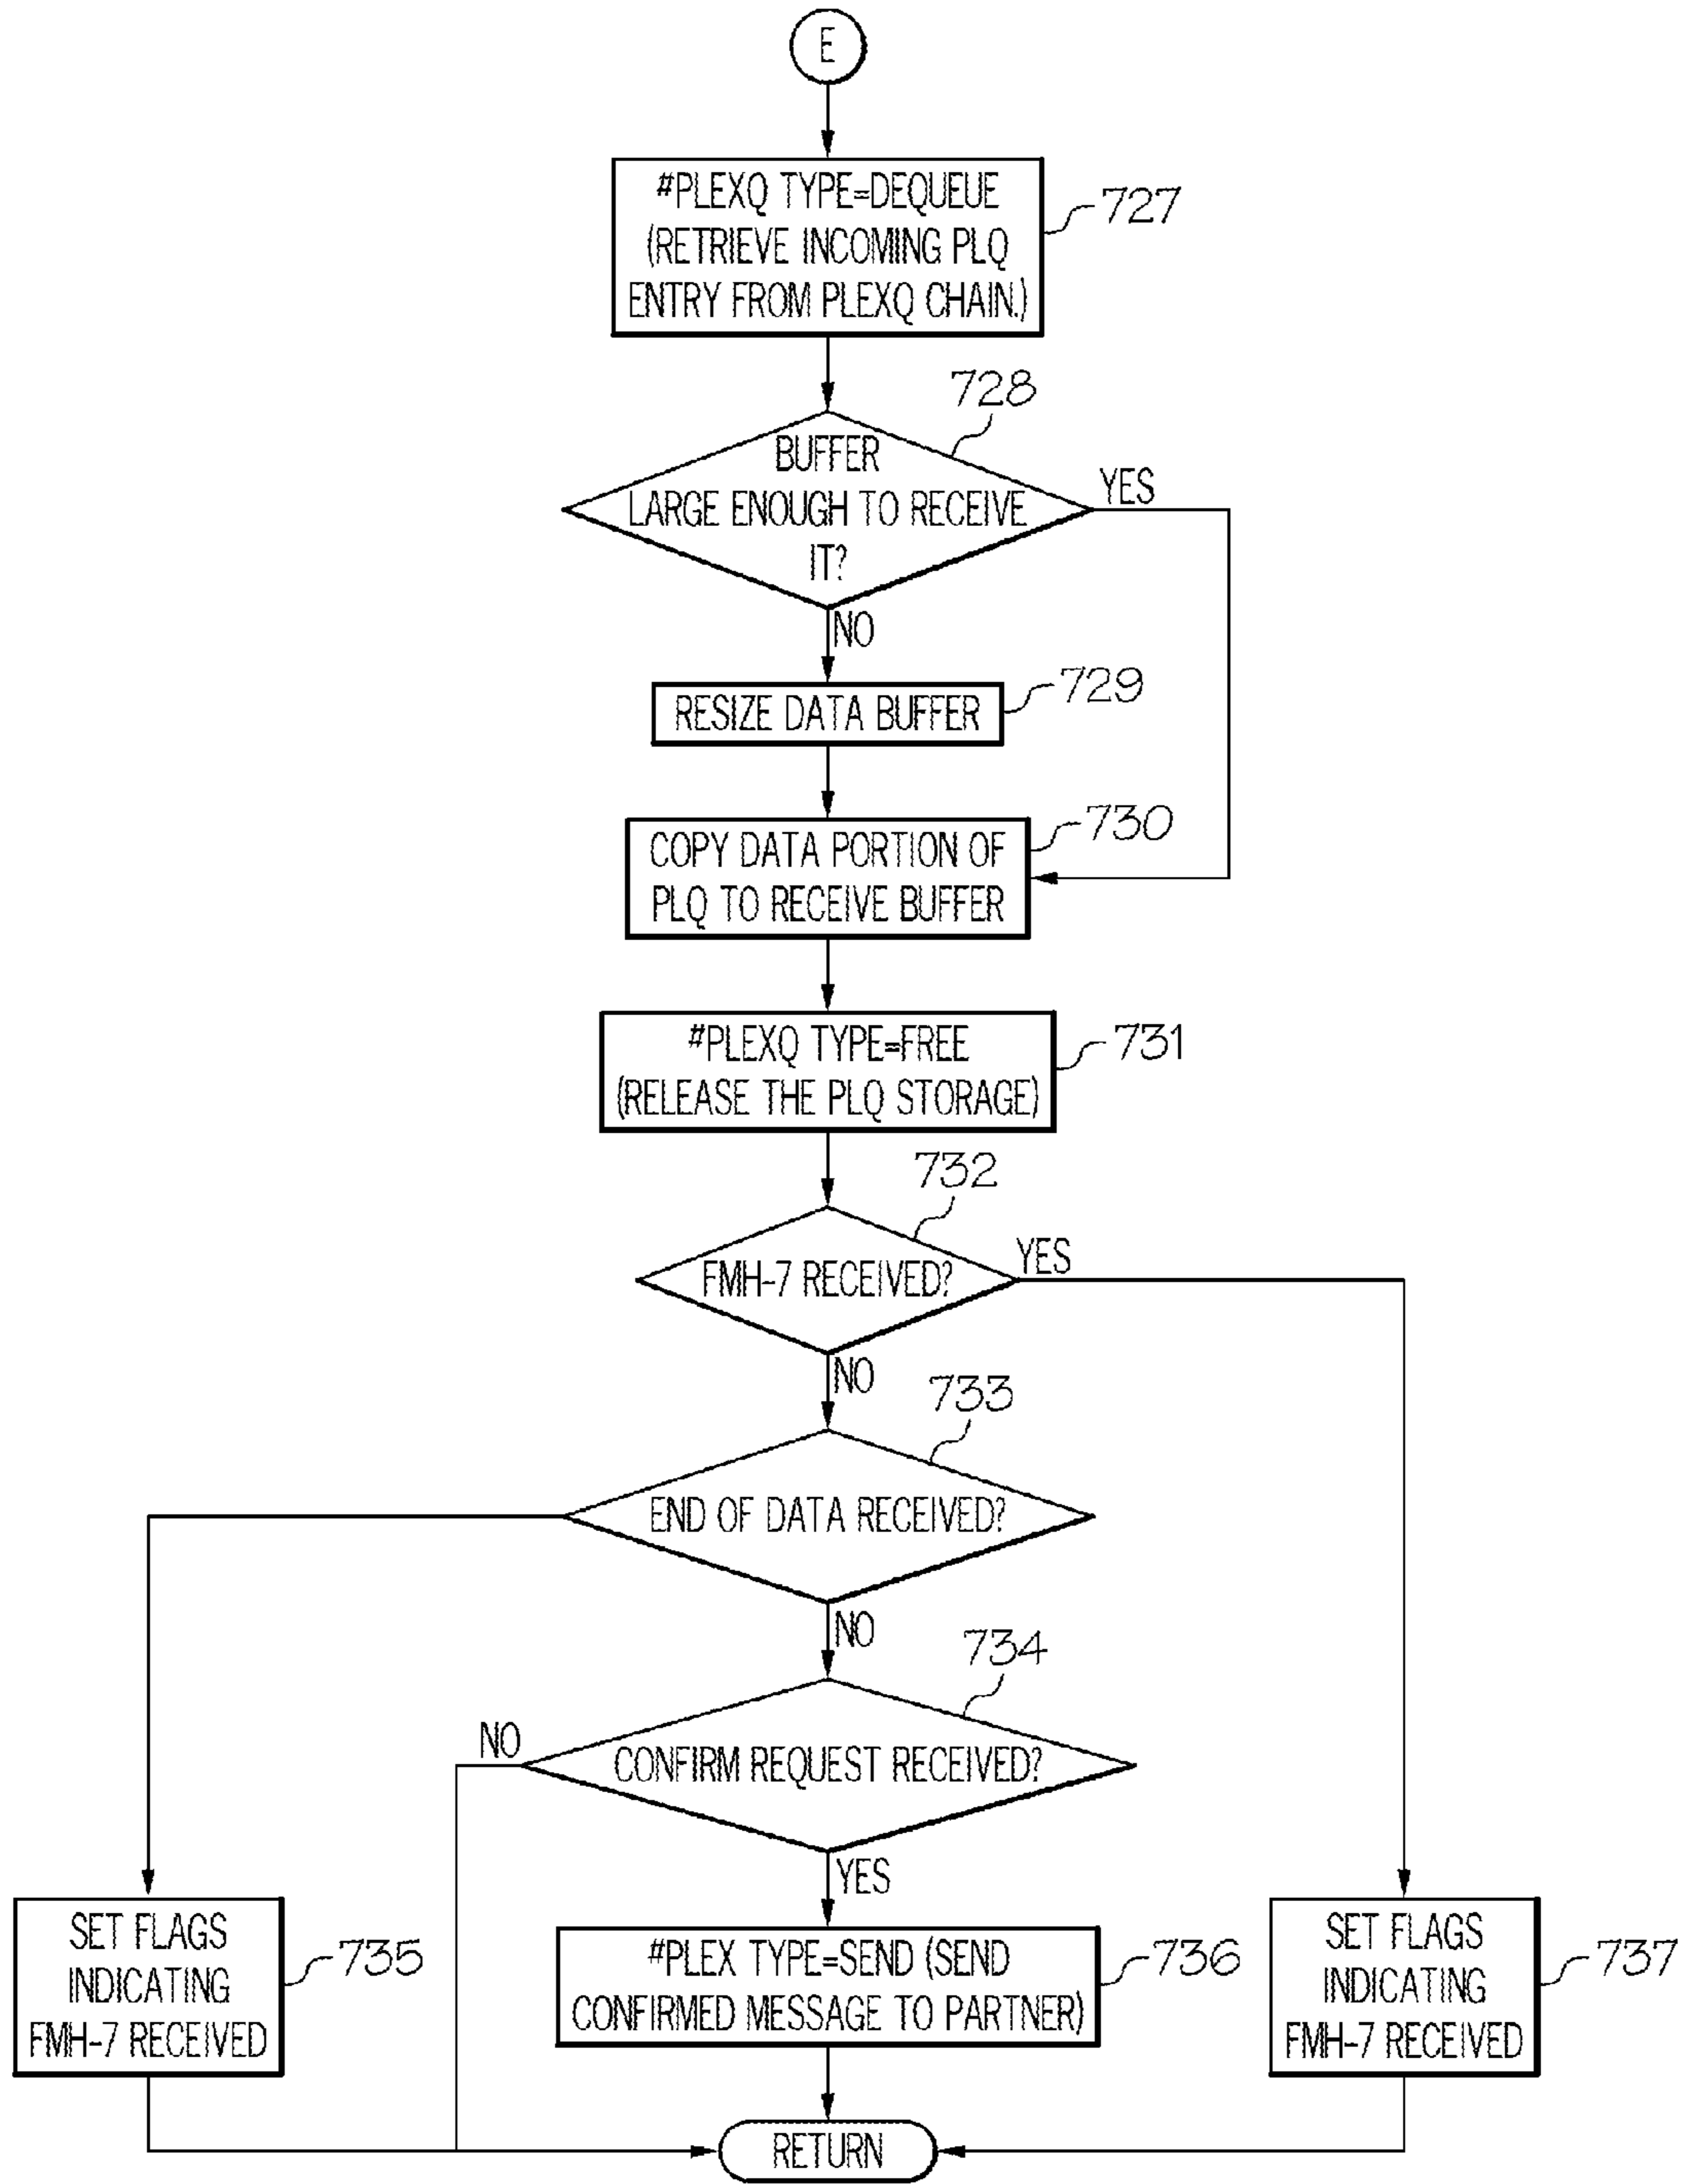 E
#PLEXQ TYPE=DEQUEUE
(RETRIEVE INCOMING PLQ
ENTRY FROM PLEXQ CHAIN.)
727
728
BUFFER
LARGE ENOUGH TO RECEIVE
IT?
YES
NO
RESIZE DATA BUFFER
729
COPY DATA PORTION OF
PLQ TO RECEIVE BUFFER
730
#PLEXQ TYPE=FREE
(RELEASE THE PLQ STORAGE)
731
732
FMH-7 RECEIVED?
YES
NO
733
END OF DATA RECEIVED?
NO
734
NO
CONFIRM REQUEST RECEIVED?
YES
SET FLAGS
INDICATING
FMH-7 RECEIVED
735
#PLEX TYPE=SEND (SEND
CONFIRMED MESSAGE TO PARTNER)
736
SET FLAGS
INDICATING
FMH-7 RECEIVED
737
RETURN